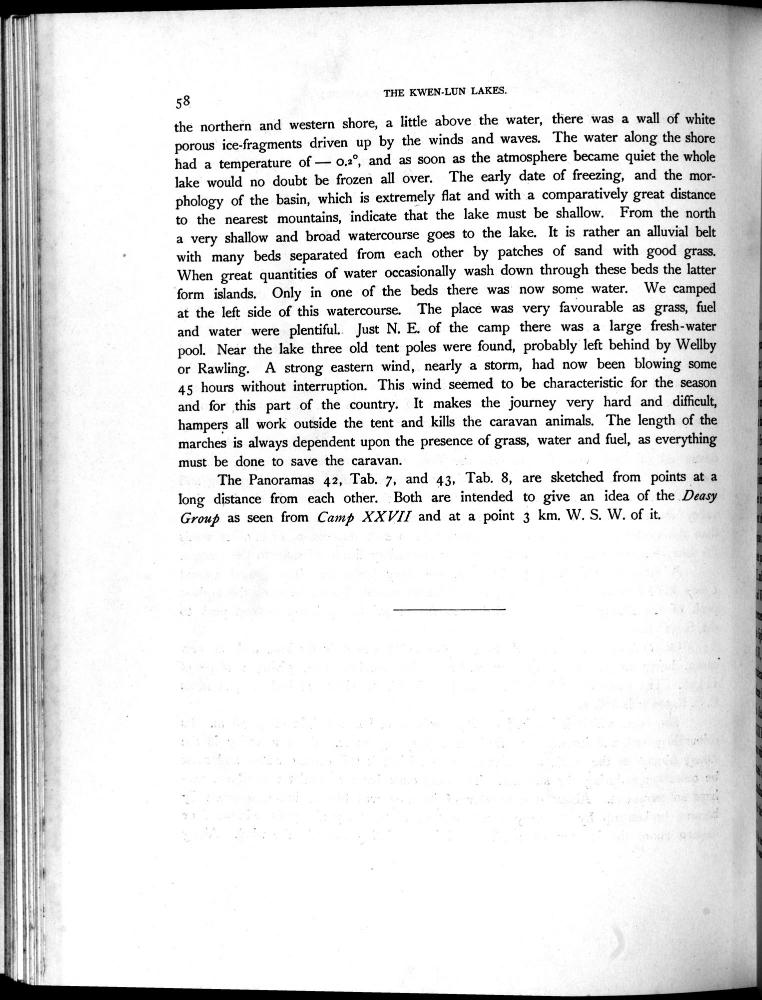 58
THE KWEN-LUN LAKES.
the northern and western shore, a little above the water, there was a wall of white
porous ice-fragments driven up by the winds and waves. The water along the shore
had a temperature of — 0.2°, and as soon as the atmosphere became quiet the whole
lake would no doubt be frozen all over. The early date of freezing, and the mor-
phology of the basin, which is extremely flat and with a comparatively great distance
to the nearest mountains, indicate that the lake must be shallow. From the north
a very shallow and broad watercourse goes to the lake. It is rather an alluvial belt
with many beds separated from each other by patches of sand with good grass.
When great quantities of water occasionally wash down through these beds the latter
form islands. Only in one of the beds there was now some water. We camped
at the left side of this watercourse. The place was very favourable as grass, fuel
and water were plentiful. Just N. E. of the camp there was a large fresh-water
pool. Near the lake three old tent poles were found, probably left behind by Wellby
or Rawling. A strong eastern wind, nearly a storm, had now been blowing some
45 hours without interruption. This wind seemed to be characteristic for the season
and for this part of the country. It makes the journey very hard and difficult,
hampers all work outside the tent and kills the caravan animals. The length of the
marches is always dependent upon the presence of grass, water and fuel, as everything
must be done to save the caravan.
The Panoramas 42, Tab. 7, and 43, Tab. 8, are sketched from points at a
long distance from each other. Both are intended to give an idea of the Deasy
Group as seen from Camp XXVII and at a point 3 km. W. S. W. of it.